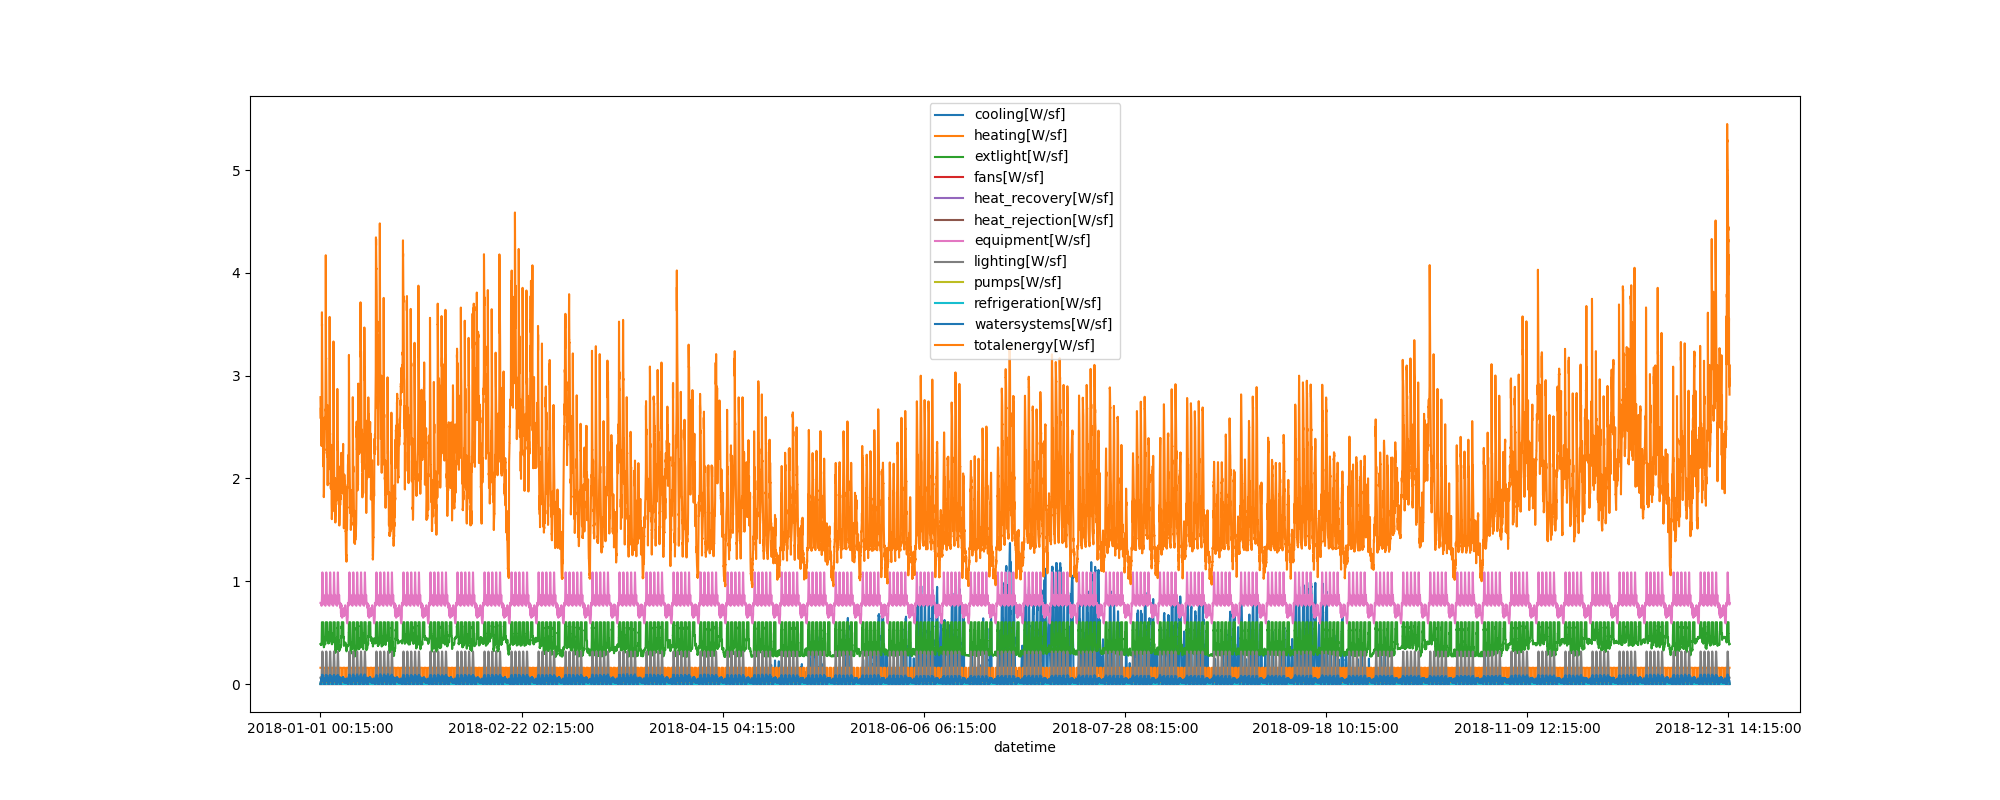 cooling[W/sf]
heating[W/sf]
extlight[W/sf]
fans[W/sf]
heat_recovery[W/sf]
heat_rejection[W/sf]
equipment[W/sf]
lighting[W/sf]
pumps[W/sf]
refrigeration[W/sf]
watersystems[W/sf]
totalenergy[W/sf]
5
4
3
2
1
0
2018-01-01 00:15:00 2018-02-22 02:15:00 2018-04-15 04:15:00 2018-06-06 06:15:00 2018-07-28 08:15:00 2018-09-18 10:15:00 2018-11-09 12:15:00 2018-12-31 14:15:00
datetime